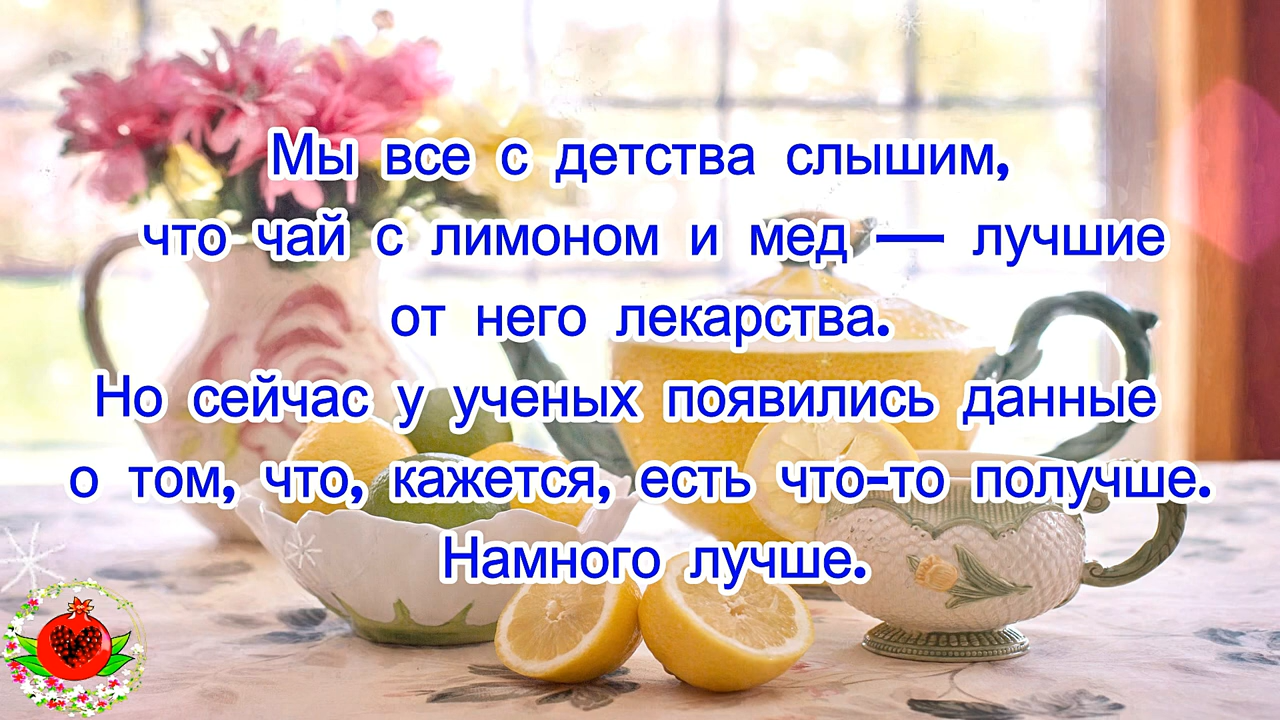 Мы все с детства слышим,
что чай с лимоном и мед — лучшие
от него лекарства.
Но сейчас у ученых появились данные
о том, что, кажется, есть что-то получше.
Намного лучше.